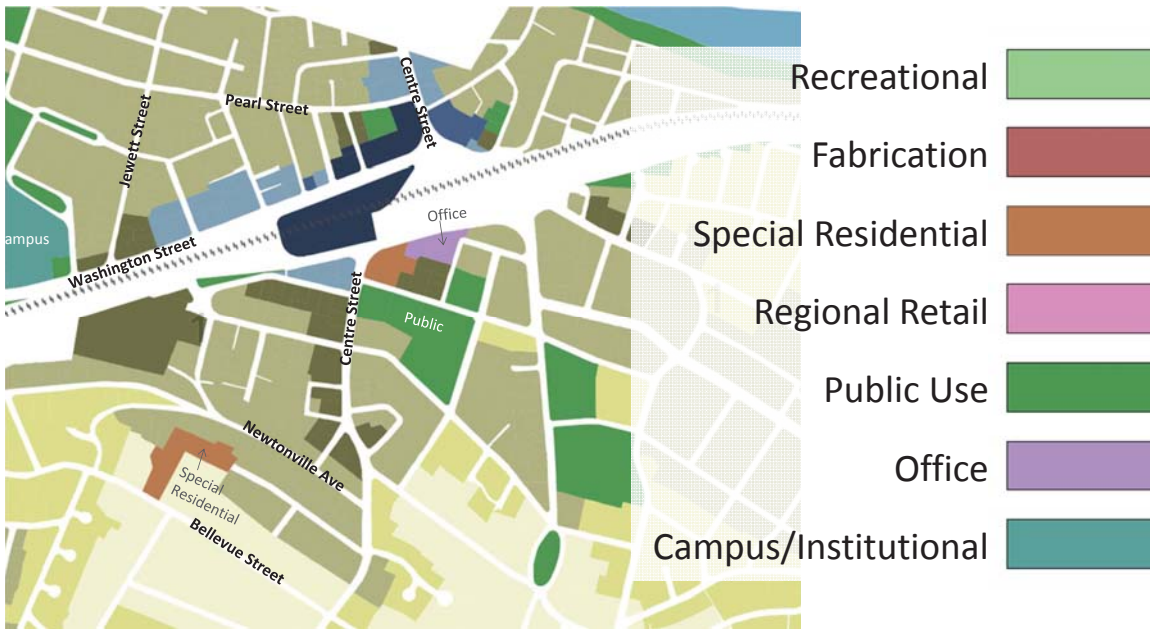 Centre Street
Pearl Street
Jewett Street
Office
ampus
Washington Street
Centre Street
Public
Newtonville Ave
Special
Residential
Bellevue Street
Recreational
Fabrication
Special Residential
Regional Retail
Public Use
Office
Campus/Institutional